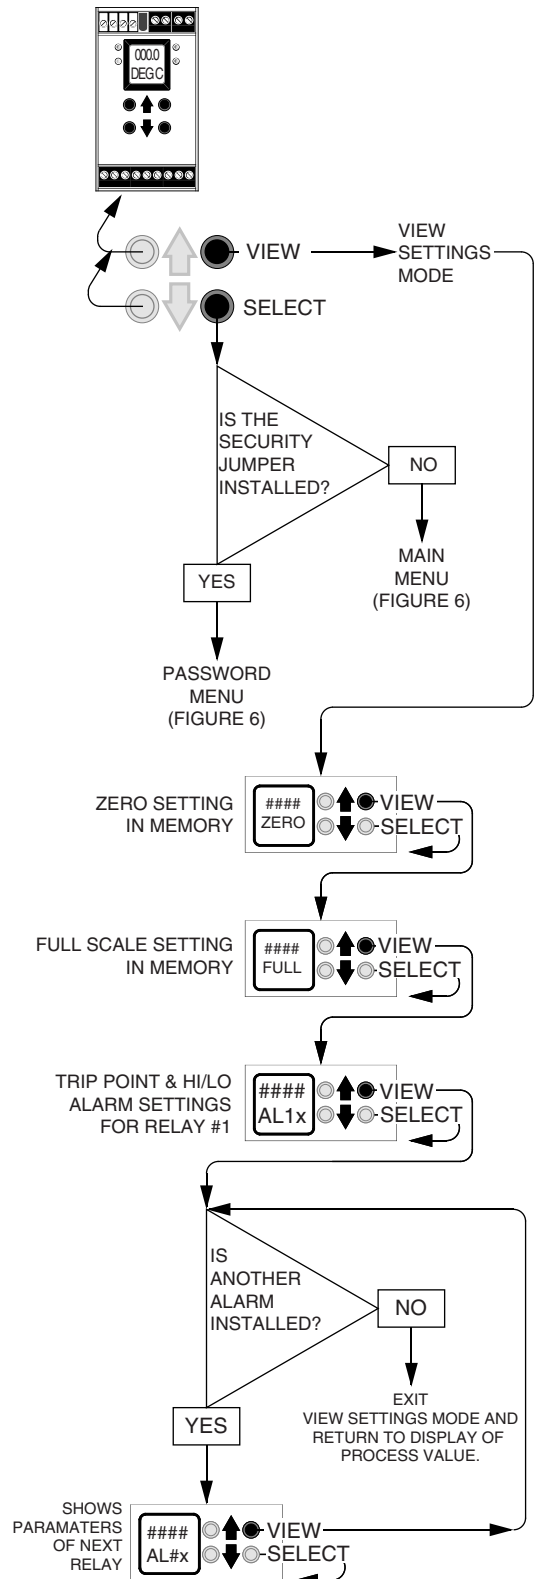 000.0
DEG C
VIEW
VIEW
SETTINGS
MODE
SELECT
IS THE
SECURITY
JUMPER
INSTALLED?
NO
YES
MAIN
MENU
(FIGURE 6)
PASSWORD
MENU
(FIGURE 6)
ZERO SETTING
IN MEMORY
####
ZERO
VIEW
SELECT
FULL SCALE SETTING
IN MEMORY
####
FULL
VIEW
SELECT
TRIP POINT & HI/LO
ALARM SETTINGS
FOR RELAY #1
####
AL1x
VIEW
SELECT
IS
ANOTHER
ALARM
INSTALLED?
NO
YES
EXIT
VIEW SETTINGS MODE AND
RETURN TO DISPLAY OF
PROCESS VALUE.
SHOWS
PARAMATERS
OF NEXT
RELAY
####
AL#x
VIEW
SELECT